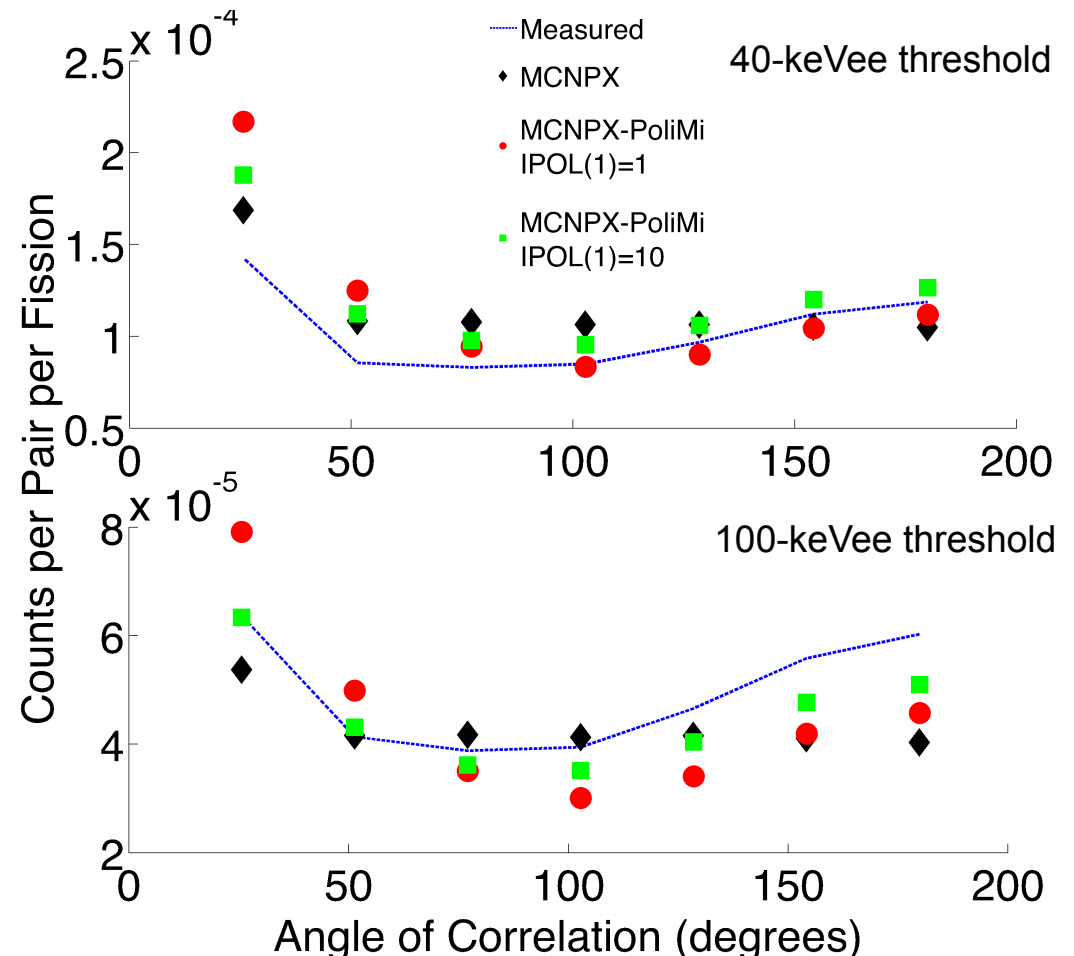 x 10-4
Measured
MCNPX
MCNPX-PoliMi
IPOL(1)=1
MCNPX-PoliMi
IPOL(1)=10
40-keVee threshold
2.5
2
1.5
1
0.5
0
50
100
150
200
Counts per Pair per Fission
x 10-5
100-keVee threshold
8
6
4
2
0
50
100
150
200
Angle of Correlation (degrees)